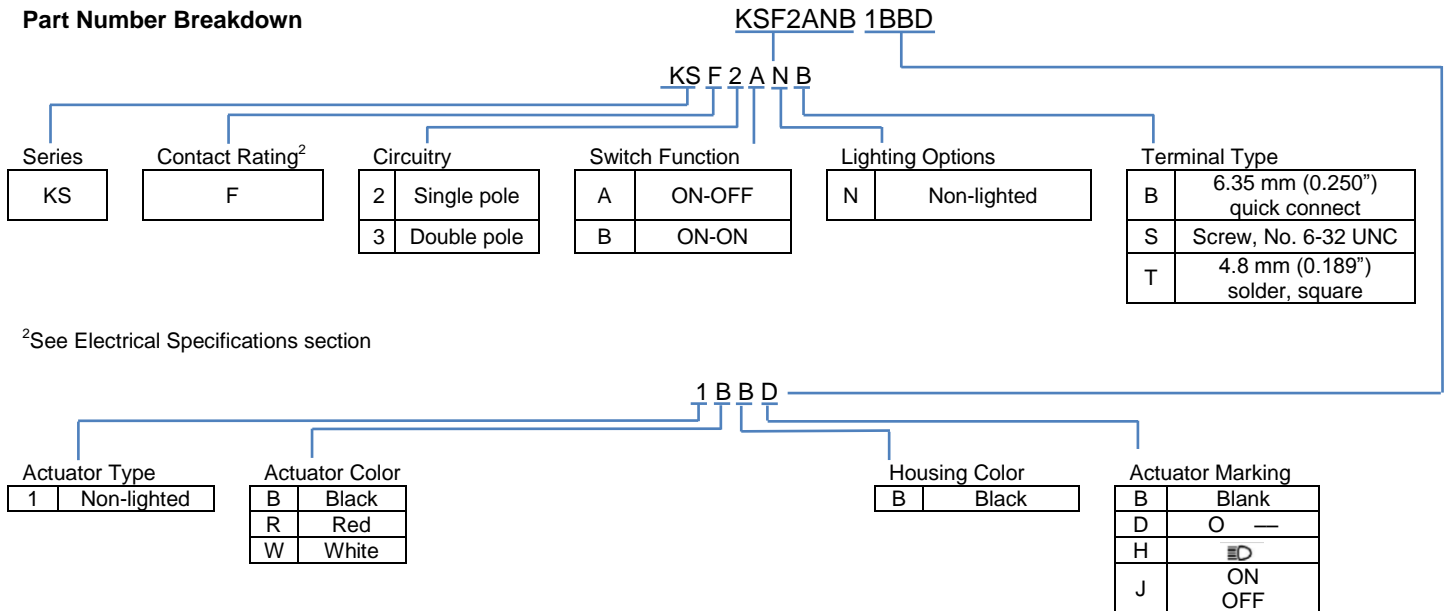 Part Number Breakdown
KSF2ANB 1BBD
KS F 2 A N B
Series
KS
Contact Rating2
F
Circuitry
2 Single pole
3 Double pole
Switch Function
A ON-OFF
B ON-ON
Lighting Options
N Non-lighted
Terminal Type
B 6.35 mm (0.250”)
quick connect
S Screw, No. 6-32 UNC
T 4.8 mm (0.189”)
solder, square
2See Electrical Specifications section
1 B B D
Actuator Type
1 Non-lighted
Actuator Color
B Black
R Red
W White
Housing Color
B Black
Actuator Marking
B Blank
D O —
H
J ON
OFF